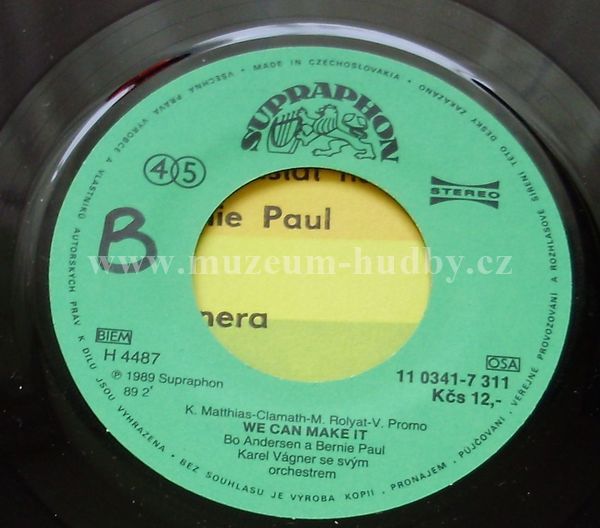 MADE IN CZECHOSLOVAKIA • VŠECHNA PRÁVA VÝROBCE A VLASTNÍKŮ AUTORSKÝCH PRÁV K DÍLU JSOU VYHRAZENA • BEZ SOUHLASU JE VÝROBA KOPIÍ, PRONÁJEM, PŮJČOVÁNÍ, VEŘEJNÉ PROVOZOVÁNÍ A ROZHLASOVÉ ŠÍŘENÍ TÉTO DESKY ZAKÁZÁNO
SUPRAPHON
45
STEREO
nie Paul
B
www.muzeum-hudby.cz
nera
BIEM
H 4487
℗ 1989 Supraphon
89 2
OSA
11 0341-7 311
Kčs 12,-
K. Matthias-Clamath-M. Rolyat-V. Promo
WE CAN MAKE IT
Bo Andersen a Bernie Paul
Karel Vágner se svým
orchestrem